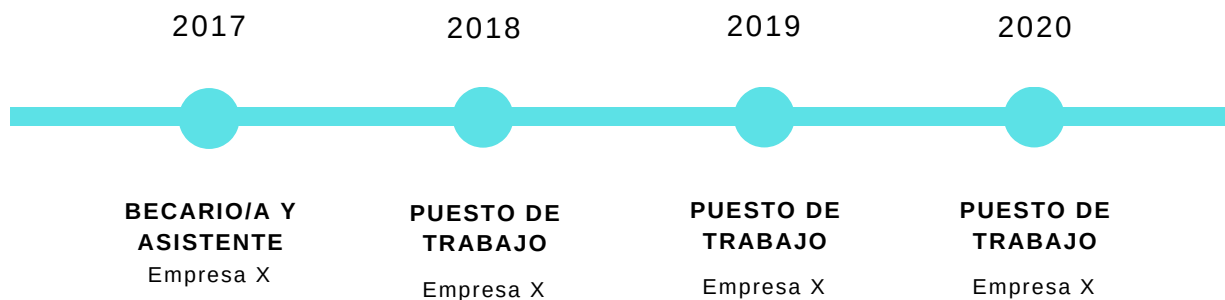 2017
2018
2019
2020
BECARIO/A Y
ASISTENTE
Empresa X
PUESTO DE
TRABAJO
Empresa X
PUESTO DE
TRABAJO
Empresa X
PUESTO DE
TRABAJO
Empresa X